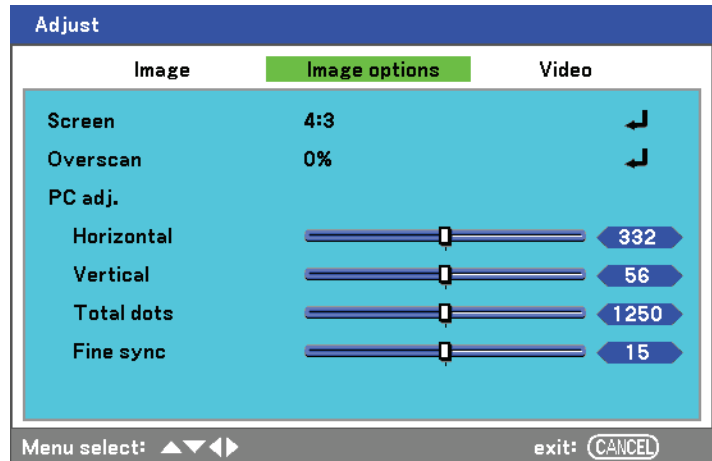 Adjust
Image Image options Video
Screen 4:3
Overscan 0%
PC adj.
Horizontal 332
Vertical 56
Total dots 1250
Fine sync 15
Menu select: ▲▼◀▶ exit: CANCEL